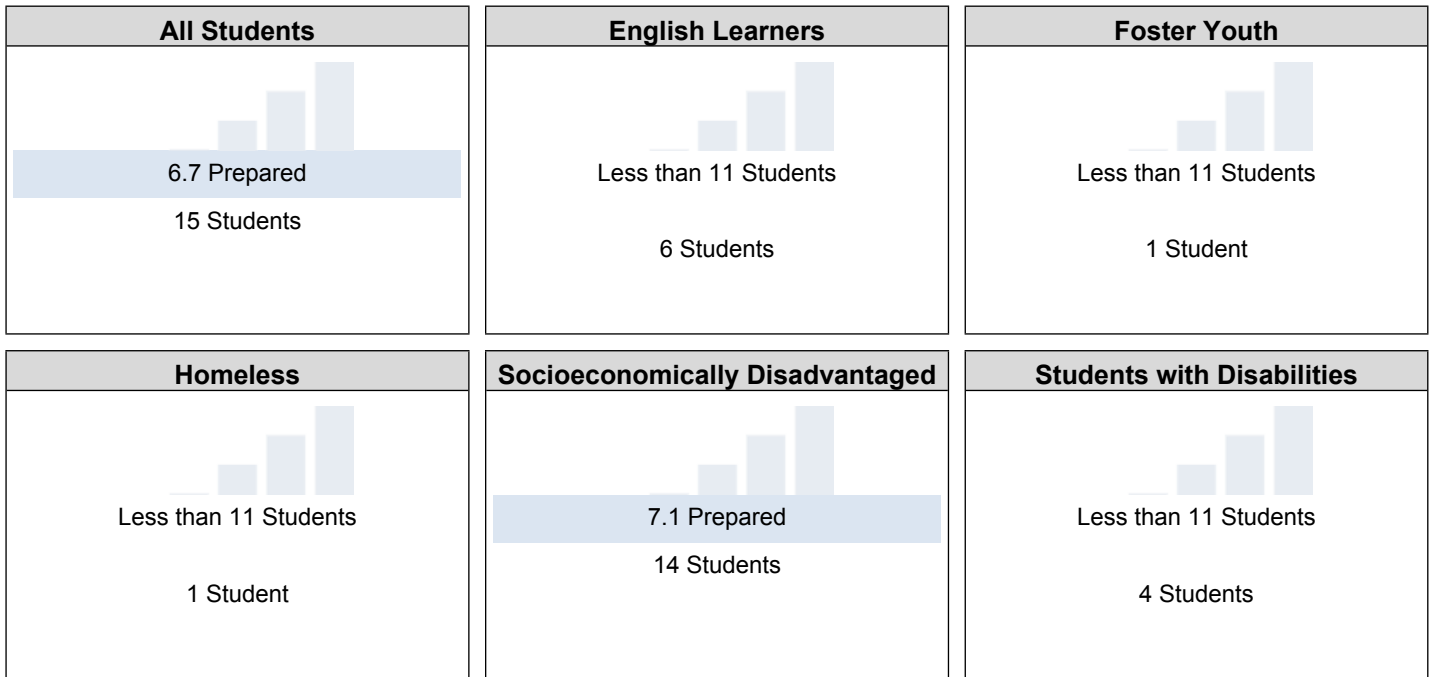 All Students
6.7 Prepared
15 Students
English Learners
Less than 11 Students
6 Students
Foster Youth
Less than 11 Students
1 Student
Homeless
Less than 11 Students
1 Student
Socioeconomically Disadvantaged
7.1 Prepared
14 Students
Students with Disabilities
Less than 11 Students
4 Students